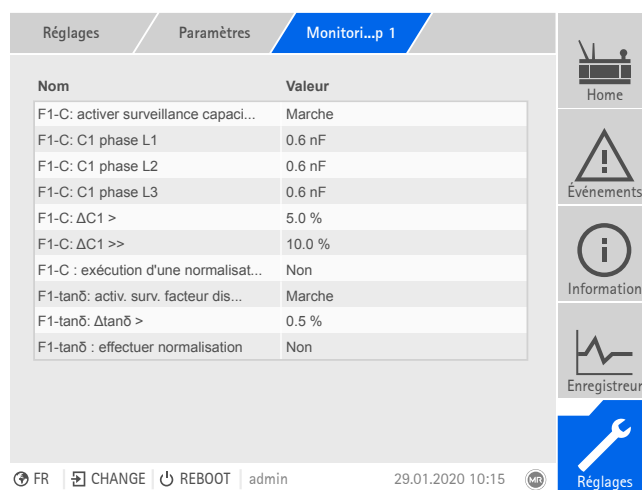 Réglages Paramètres Monitori...p 1
Nom Valeur
F1-C: activer surveillance capaci... Marche
F1-C: C1 phase L1 0.6 nF
F1-C: C1 phase L2 0.6 nF
F1-C: C1 phase L3 0.6 nF
F1-C: ΔC1 > 5.0 %
F1-C: ΔC1 >> 10.0 %
F1-C : exécution d'une normalisat... Non
F1-tanδ: activ. surv. facteur dis... Marche
F1-tanδ: Δtanδ > 0.5 %
F1-tanδ : effectuer normalisation Non
Home
Événements
Information
Enregistreur
Réglages
FR CHANGE REBOOT admin 29.01.2020 10:15 MR